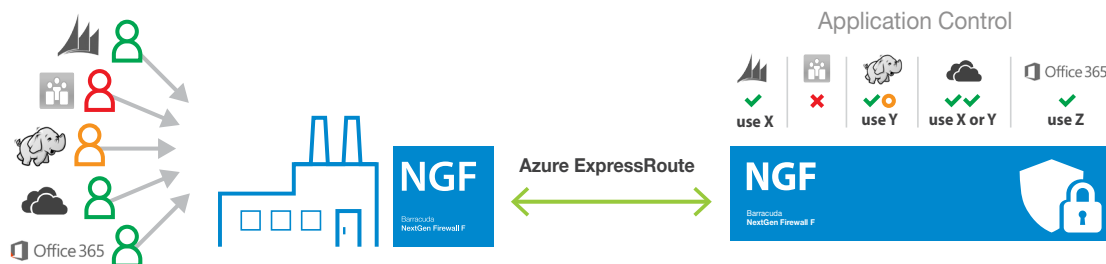 Application Control
Office 365
use X
use Y
use X or Y
use Z
NGF
Azure ExpressRoute
NGF
Barracuda
NextGen Firewall F
Barracuda
NextGen Firewall F
Office 365